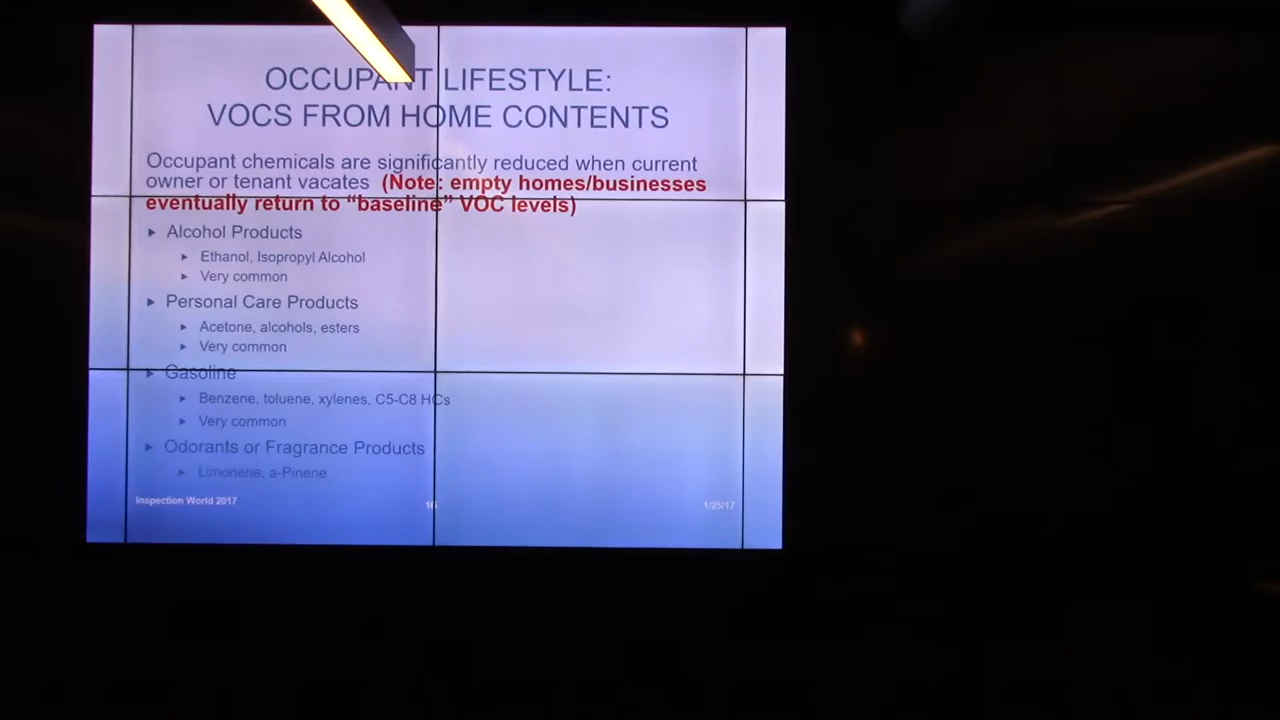 OCCUPANT LIFESTYLE:
VOCS FROM HOME CONTENTS
Occupant chemicals are significantly reduced when current
owner or tenant vacates (Note: empty homes/businesses
eventually return to “baseline” VOC levels)
Alcohol Products
Ethanol, Isopropyl Alcohol
Very common
Personal Care Products
Acetone, alcohols, esters
Very common
Gasoline
Benzene, toluene, xylenes, C5-C8 HCs
Very common
Odorants or Fragrance Products
Limonene, a-Pinene
Inspection World 2017
1/25/17